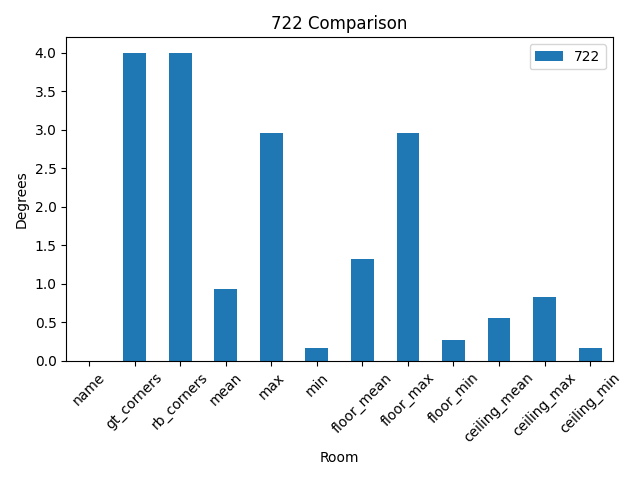 722 Comparison
722
Degrees
4.0
3.5
3.0
2.5
2.0
1.5
1.0
0.5
0.0
name
gt_corners
rb_corners
mean
max
min
floor_mean
floor_max
floor_min
ceiling_mean
ceiling_max
ceiling_min
Room